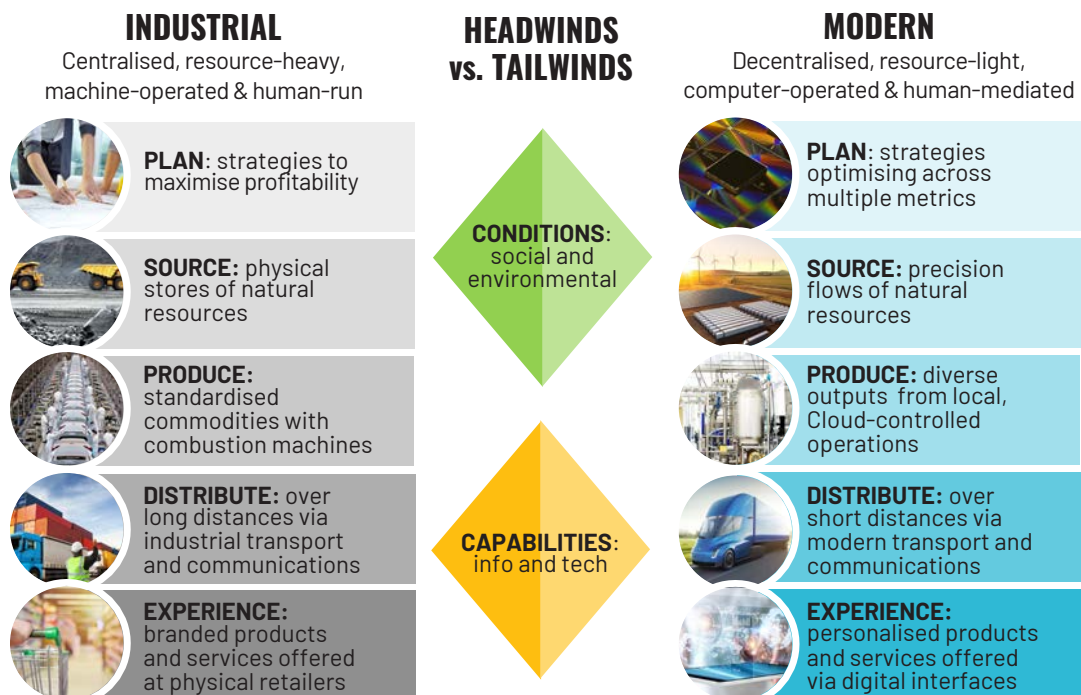 INDUSTRIAL
Centralised, resource-heavy,
machine-operated & human-run
PLAN: strategies to
maximise profitability
SOURCE: physical
stores of natural
resources
PRODUCE:
standardised
commodities with
combustion machines
DISTRIBUTE: over
long distances via
industrial transport
and communications
EXPERIENCE:
branded products
and services offered
at physical retailers
HEADWINDS
vs. TAILWINDS
CONDITIONS:
social and
environmental
CAPABILITIES:
info and tech
MODERN
Decentralised, resource-light,
computer-operated & human-mediated
PLAN: strategies
optimising across
multiple metrics
SOURCE: precision
flows of natural
resources
PRODUCE: diverse
outputs from local,
Cloud-controlled
operations
DISTRIBUTE: over
short distances via
modern transport and
communications
EXPERIENCE:
personalised products
and services offered
via digital interfaces